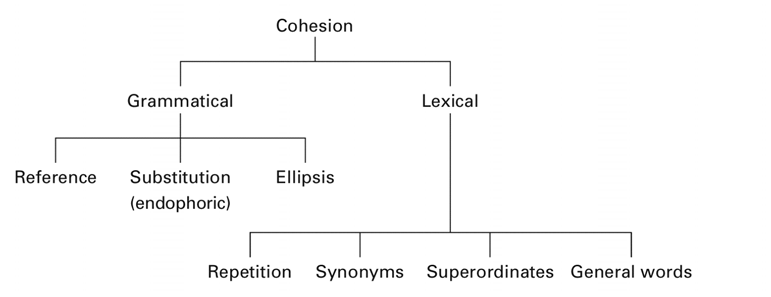 Cohesion
Grammatical Lexical
Reference Substitution Ellipsis
(endophoric)
Repetition Synonyms Superordinates General words